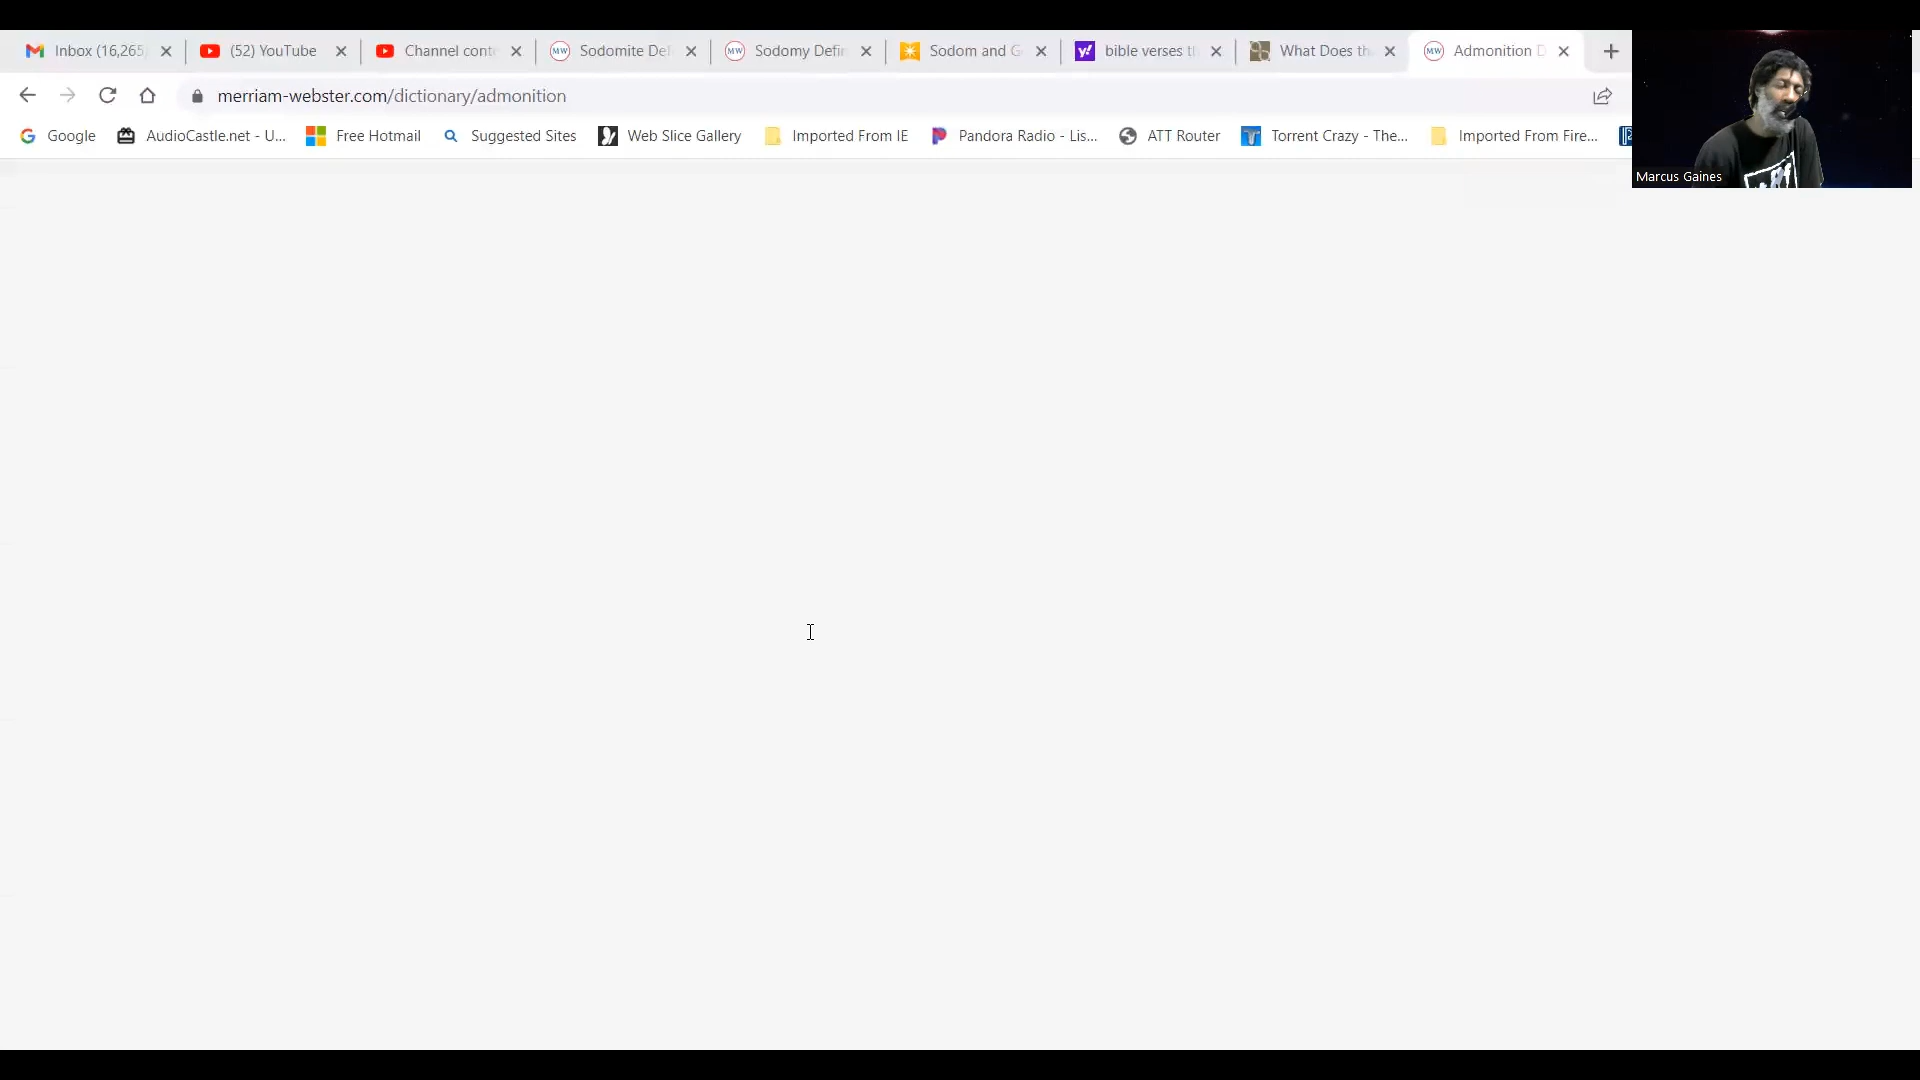 Inbox (16,265) (52) YouTube Channel cont Sodomite Def Sodomy Defin Sodom and G bible verses t What Does th Admonition D
merriam-webster.com/dictionary/admonition
Google AudioCastle.net - U... Free Hotmail Suggested Sites Web Slice Gallery Imported From IE Pandora Radio - Lis... ATT Router Torrent Crazy - The... Imported From Fire...
Marcus Gaines